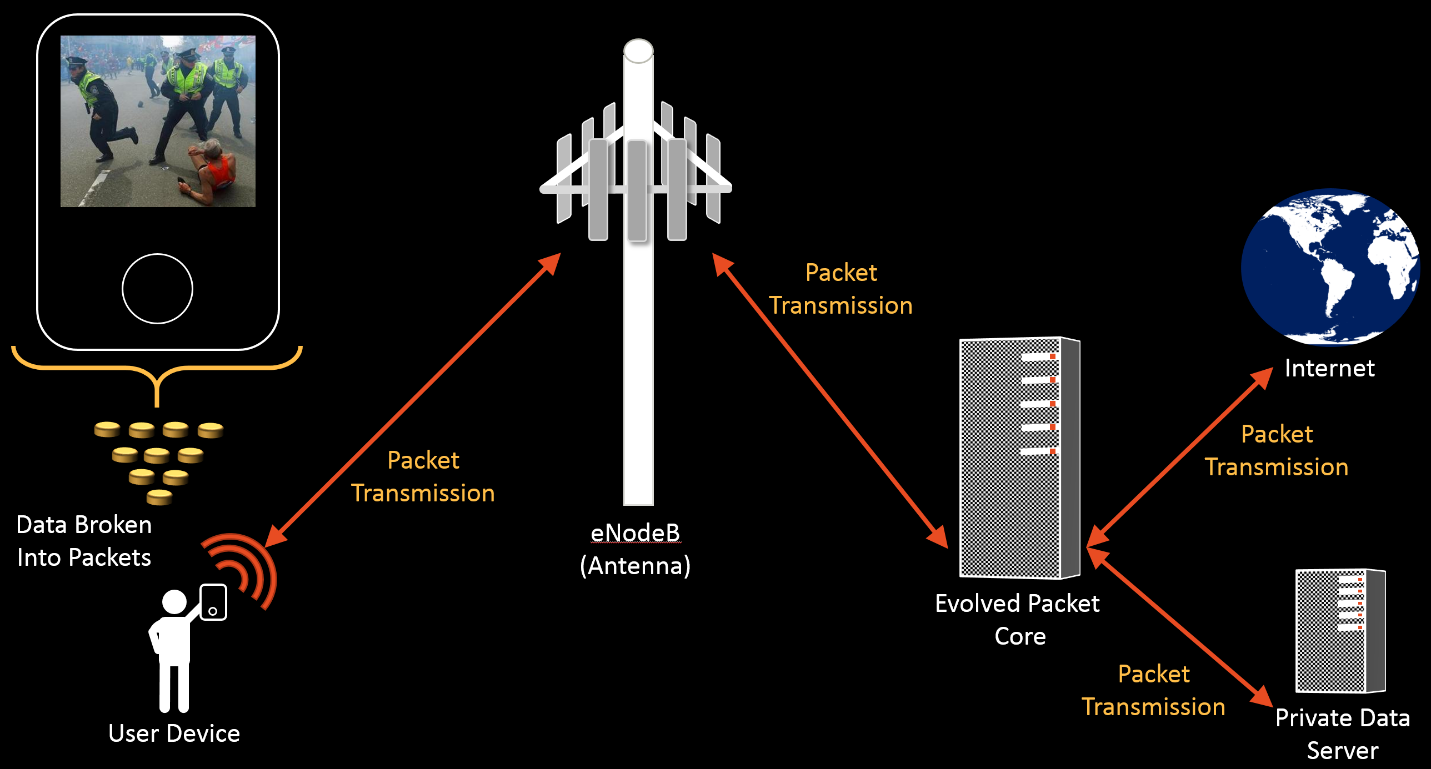 Packet
Transmission
Internet
Packet
Transmission
Packet
Transmission
Data Broken
Into Packets
eNodeB
(Antenna)
Evolved Packet
Core
Packet
Transmission
User Device
Private Data
Server